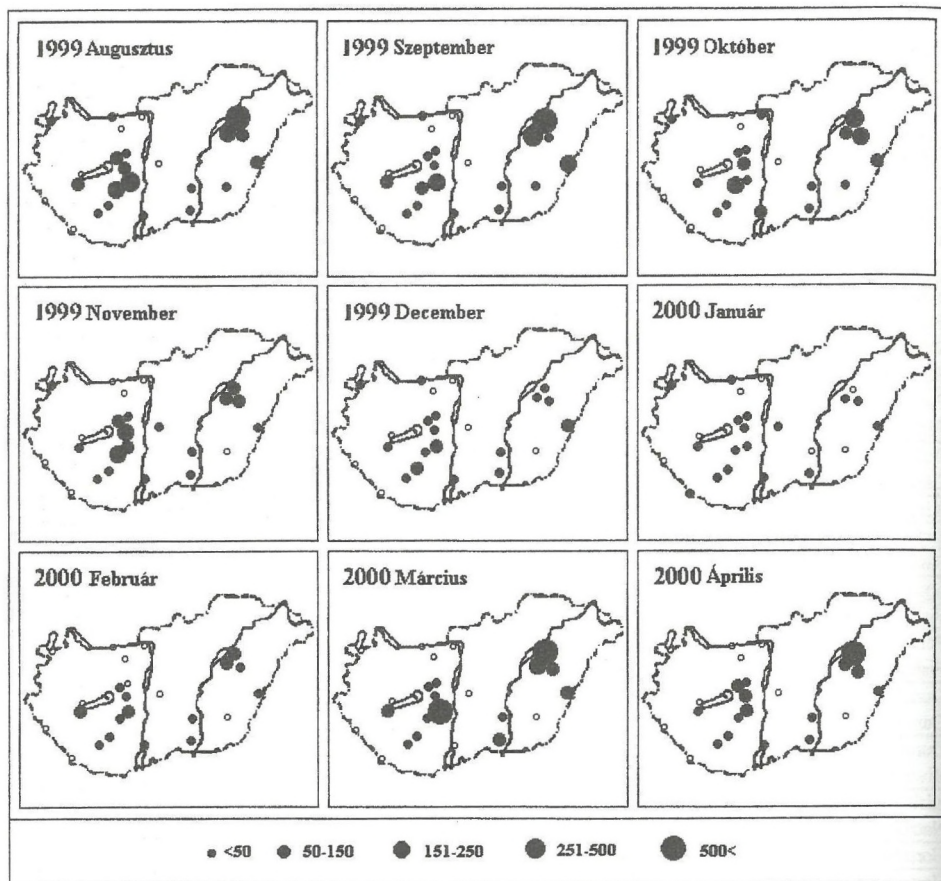 1999 Augusztus
1999 Szeptember
1999 Október
1999 November
1999 December
2000 Január
2000 Február
2000 Március
2000 Április
<50 50-150 151-250 251-500 500<